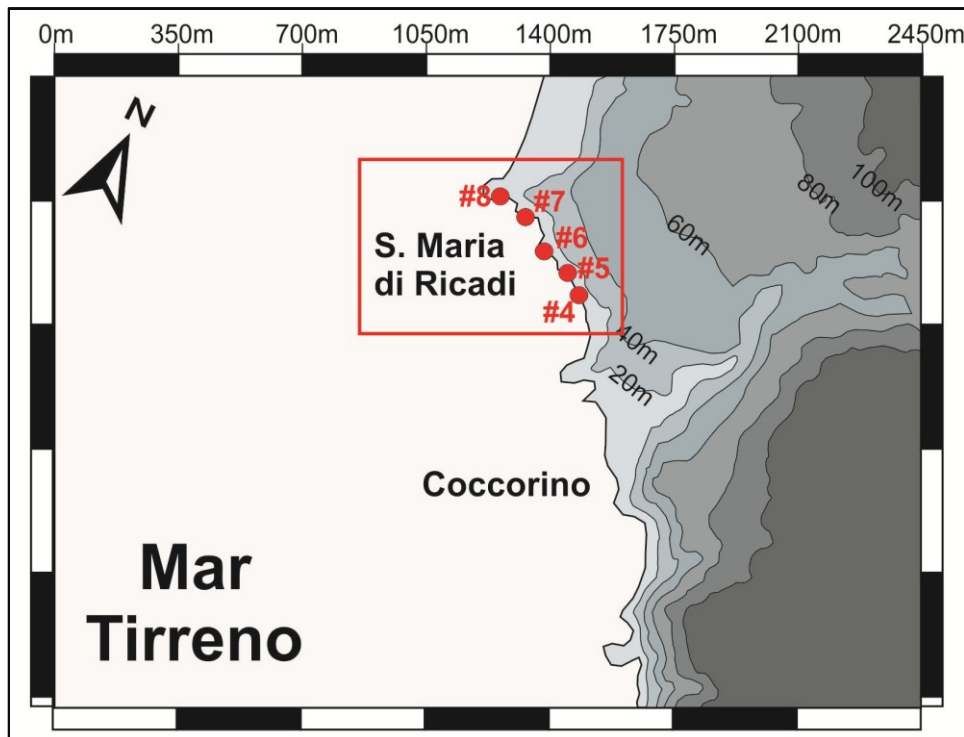 0m 350m 700m 1050m 1400m 1750m 2100m 2450m
N
#8
#7
#6
#5
#4
S. Maria
di Ricadi
100m
80m
60m
40m
20m
Coccorino
Mar
Tirreno